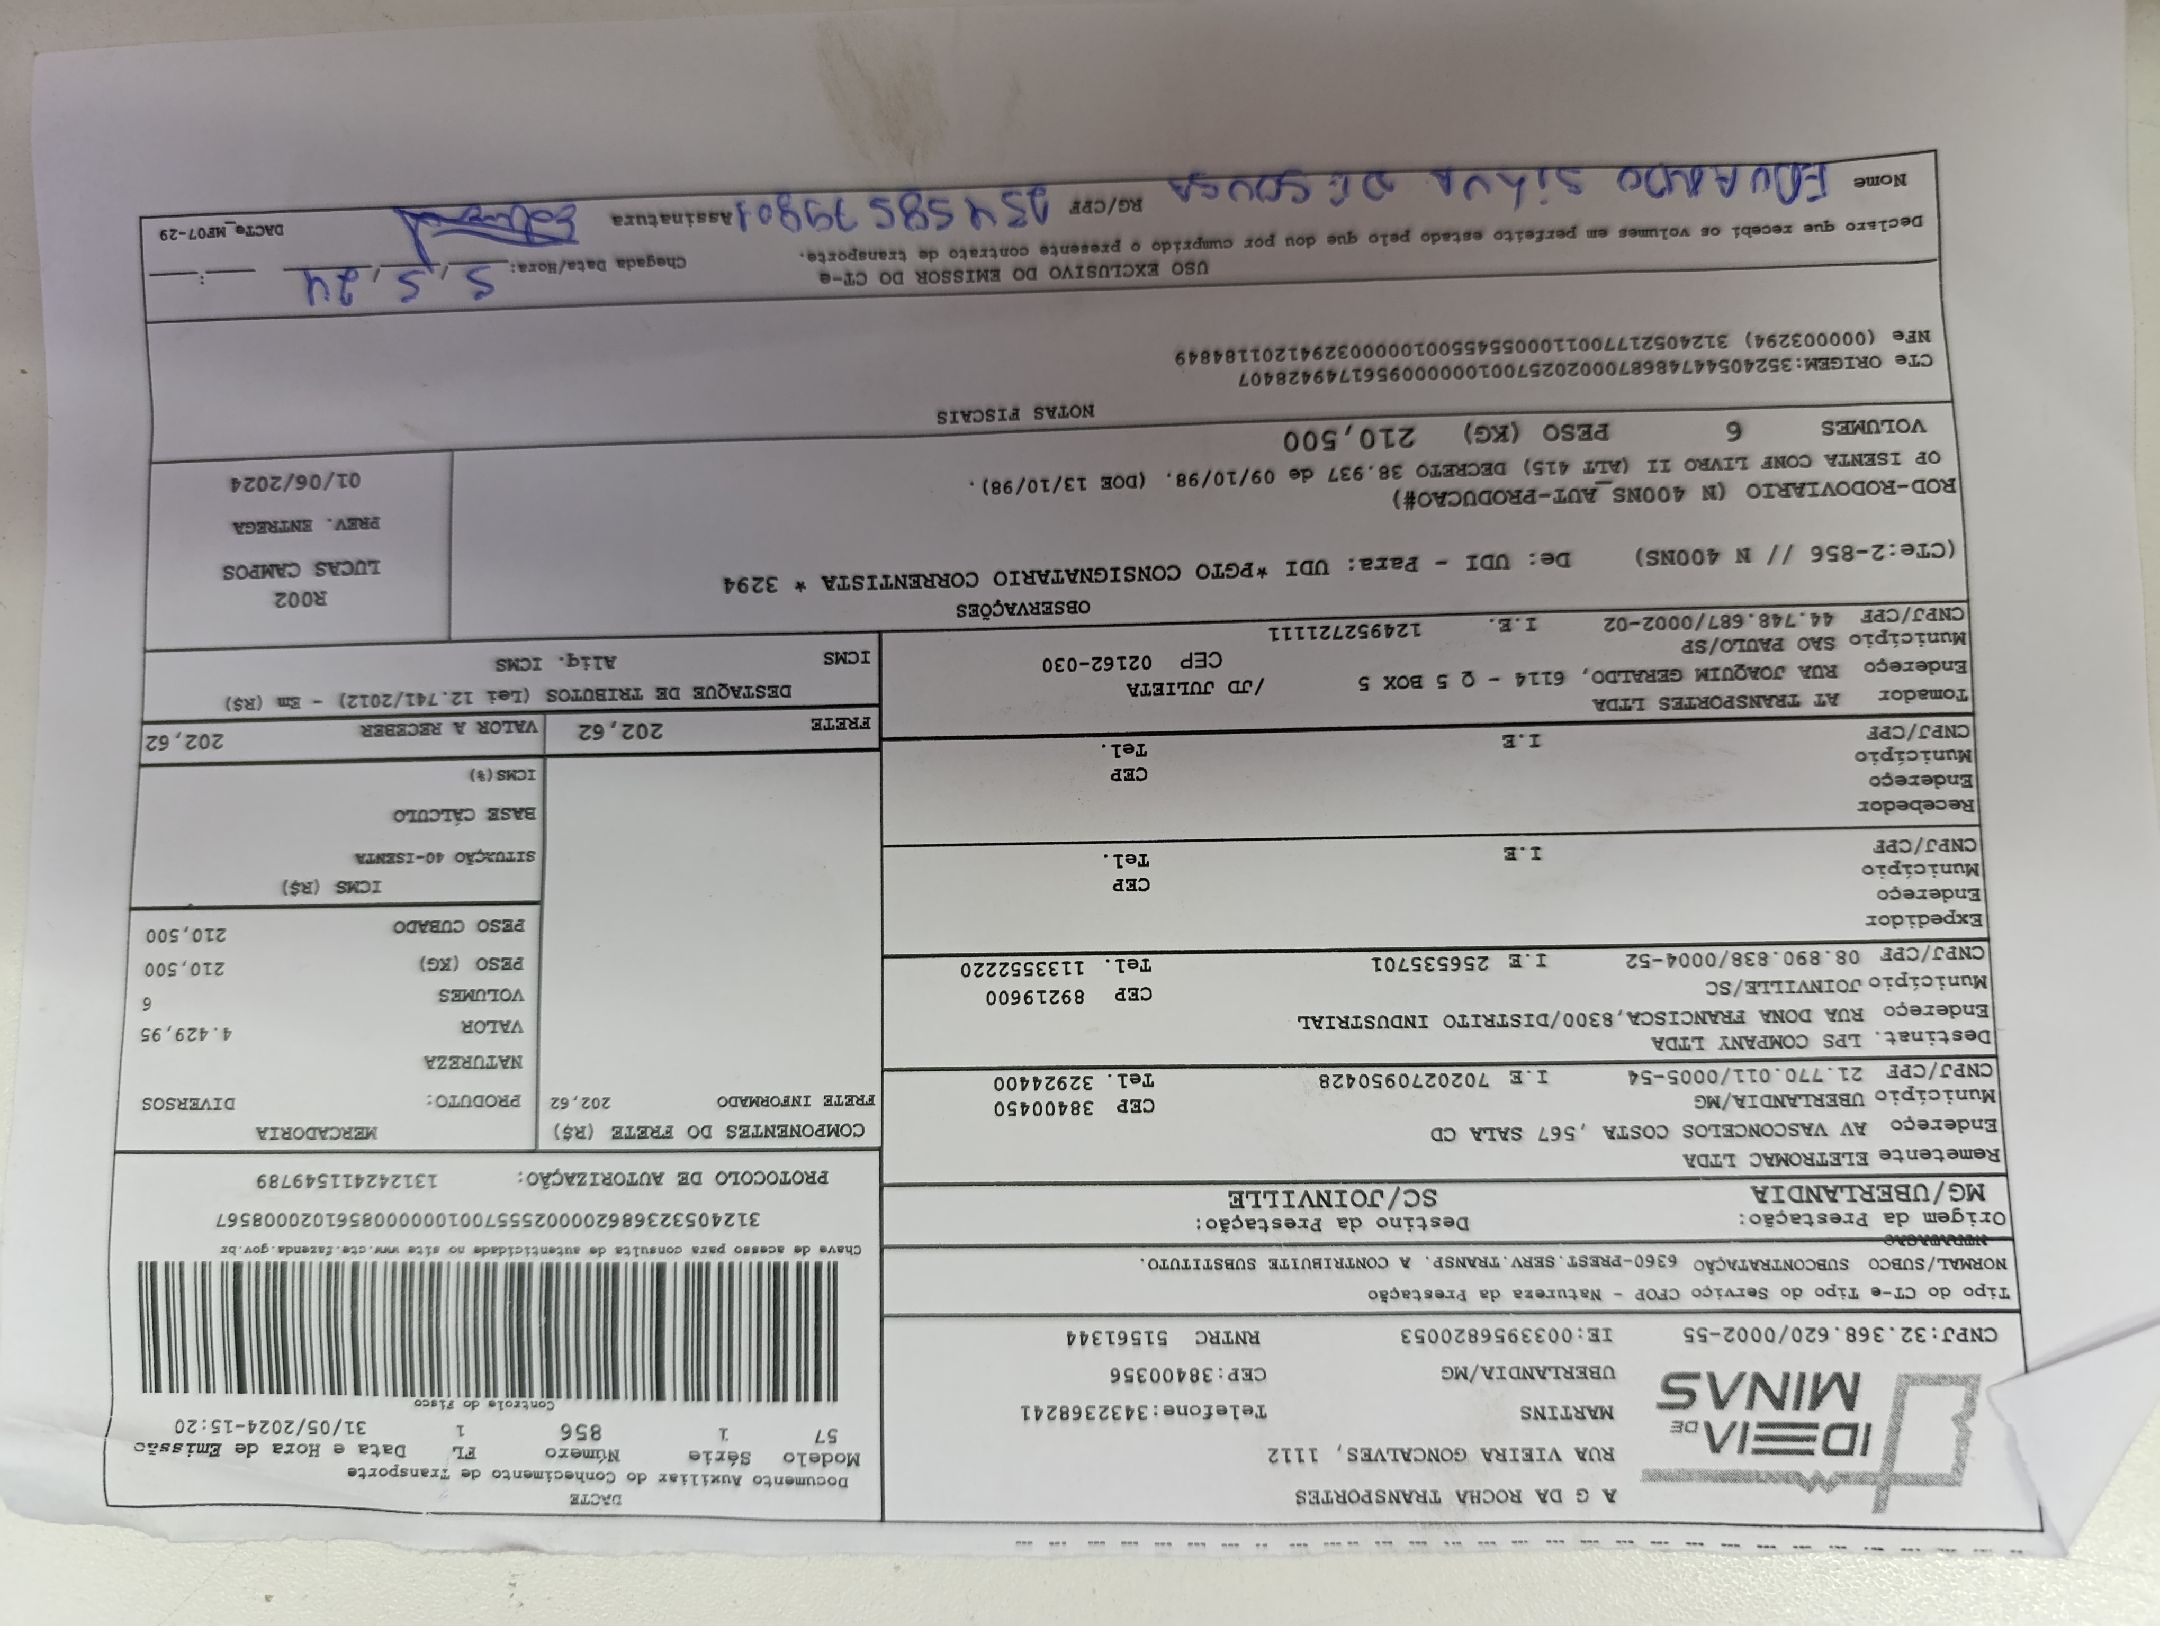 IDEIA DE
MINAS
A G DA ROCHA TRANSPORTES
RUA VIEIRA GONCALVES, 1112
MARTINS Telefone:3432368241
UBERLANDIA/MG CEP:38400356
CNPJ:32.368.620/0002-55 IE:0033956820053 RNTRC 51561344
DACTE
Documento Auxiliar do Conhecimento de Transporte
Modelo Série Número FL Data e Hora de Emissão
57 1 856 1 31/05/2024-15:20
Controle do Fisco
Chave de acesso para consulta de autenticidade no site www.cte.fazenda.gov.br
31240532368620000255570010000008561020008567
PROTOCOLO DE AUTORIZAÇÃO: 131242411549789
Tipo do CT-e Tipo do Serviço CFOP - Natureza da Prestação
NORMAL/SUBCO SUBCONTRATAÇÃO 6360-PREST.SERV.TRANSP. A CONTRIBUITE SUBSTITUTO.
Origem da Prestação: Destino da Prestação:
MG/UBERLANDIA SC/JOINVILLE
Remetente ELETROMAC LTDA
Endereço AV VASCONCELOS COSTA ,567 SALA CD
Município UBERLANDIA/MG CEP 38400450
CNPJ/CPF 21.770.011/0005-54 I.E 7020270950428 Tel. 32924400
Destinat. LPS COMPANY LTDA
Endereço RUA DONA FRANCISCA,8300/DISTRITO INDUSTRIAL
Município JOINVILLE/SC CEP 89219600
CNPJ/CPF 08.890.838/0004-52 I.E 256535701 Tel. 1133552220
Expedidor
Endereço
Município CEP
CNPJ/CPF I.E Tel.
Recebedor
Endereço
Município CEP
CNPJ/CPF I.E Tel.
Tomador AT TRANSPORTES LTDA
Endereço RUA JOAQUIM GERALDO, 6114 - Q 5 BOX 5 /JD JULIETA
Município SAO PAULO/SP CEP 02162-030
CNPJ/CPF 44.748.687/0002-02 I.E. 124952721111
COMPONENTES DO FRETE (R$)
FRETE INFORMADO 202,62
MERCADORIA
PRODUTO: DIVERSOS
NATUREZA
VALOR 4.429,95
VOLUMES 6
PESO (KG) 210,500
PESO CUBADO 210,500
ICMS (R$)
SITUAÇÃO 40-ISENTA
BASE CÁLCULO
ICMS(%)
FRETE 202,62 VALOR A RECEBER 202,62
DESTAQUE DE TRIBUTOS (Lei 12.741/2012) - Em (R$)
ICMS Aliq. ICMS
OBSERVAÇÕES
(CTe:2-856 // N 400NS) De: UDI - Para: UDI *PGTO CONSIGNATARIO CORRENTISTA * 3294
ROD-RODOVIARIO (N 400NS_AUT-PRODUCAO#)
OP ISENTA CONF LIVRO II (ALT 415) DECRETO 38.937 de 09/10/98. (DOE 13/10/98).
VOLUMES 6 PESO (KG) 210,500
R002
LUCAS CAMPOS
PREV. ENTREGA
01/06/2024
NOTAS FISCAIS
CTe ORIGEM:35240544748687000202570010000009561749428407
NFe (000003294) 31240521770011000554550010000032941201184849
USO EXCLUSIVO DO EMISSOR DO CT-e
Chegada Data/Hora: 5,5,24 __:__
Declaro que recebi os volumes em perfeito estado pelo que dou por cumprido o presente contrato de transporte.
Nome EDUARDO SILVA DE SOUSA RG/CPF Assinatura
DACTe_MF07-29